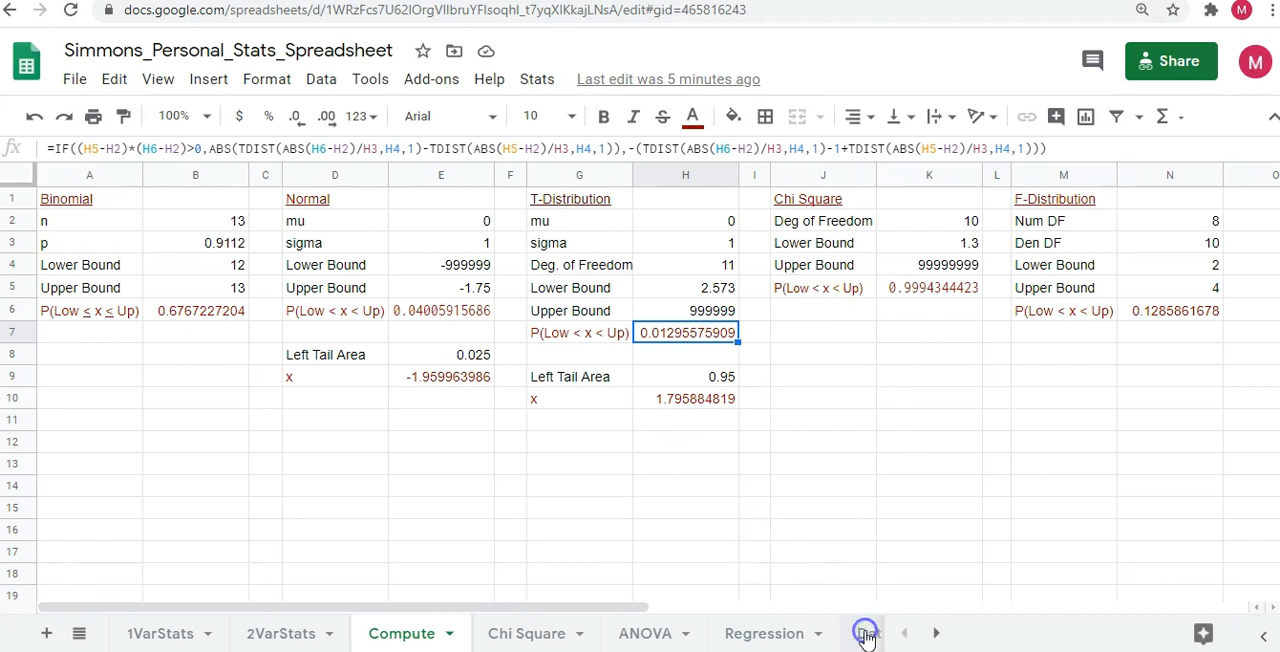 docs.google.com/spreadsheets/d/1WRzFcs7U62IOrgVIlbruYFIsoqhI_t7yqXIKkajLNsA/edit#gid=465816243
M
Simmons_Personal_Stats_Spreadsheet
Share
M
File Edit View Insert Format Data Tools Add-ons Help Stats Last edit was 5 minutes ago
100% $ % .0 .00 123 Arial 10 B I S A Σ
fx =IF((H5-H2)*(H6-H2)>0,ABS(TDIST(ABS(H6-H2)/H3,H4,1)-TDIST(ABS(H5-H2)/H3,H4,1)),-(TDIST(ABS(H6-H2)/H3,H4,1)-1+TDIST(ABS(H5-H2)/H3,H4,1)))
A B C D E F G H I J K L M N O
1 Binomial Normal T-Distribution Chi Square F-Distribution
2 n 13 mu 0 mu 0 Deg of Freedom 10 Num DF 8
3 p 0.9112 sigma 1 sigma 1 Lower Bound 1.3 Den DF 10
4 Lower Bound 12 Lower Bound -999999 Deg. of Freedom 11 Upper Bound 99999999 Lower Bound 2
5 Upper Bound 13 Upper Bound -1.75 Lower Bound 2.573 P(Low < x < Up) 0.9994344423 Upper Bound 4
6 P(Low ≤ x ≤ Up) 0.6767227204 P(Low < x < Up) 0.04005915686 Upper Bound 999999 P(Low < x < Up) 0.1285861678
7 P(Low < x < Up) 0.01295575909
8 Left Tail Area 0.025
9 x -1.959963986 Left Tail Area 0.95
10 x 1.795884819
11
12
13
14
15
16
17
18
19
+ 1VarStats 2VarStats Compute Chi Square ANOVA Regression